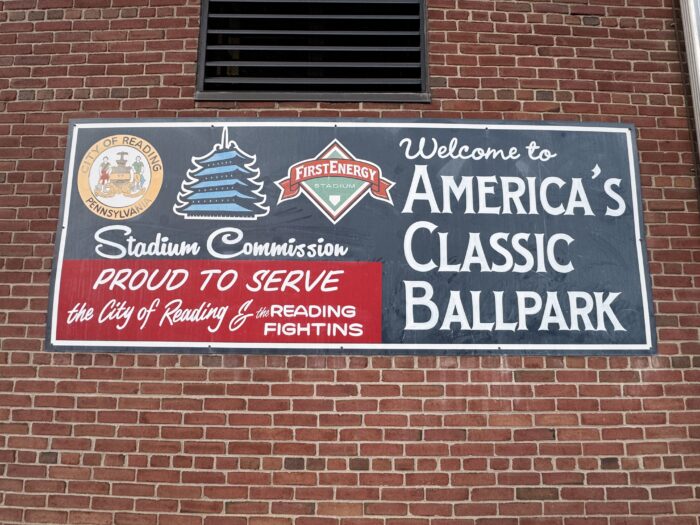 CITY OF READING
PENNSYLVANIA
FIRSTENERGY
STADIUM
Stadium Commission
PROUD TO SERVE
the City of Reading & the READING
FIGHTINS
Welcome to
AMERICA'S
CLASSIC
BALLPARK